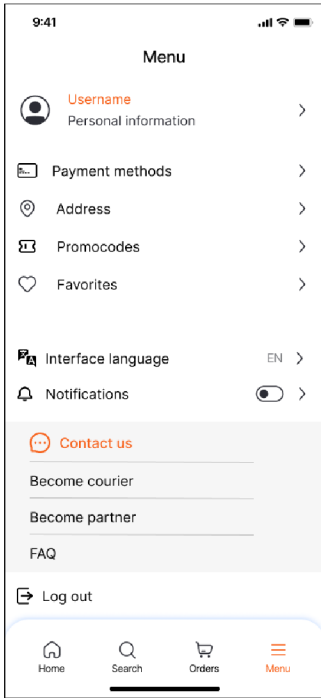 9:41
Menu
Username
Personal information
Payment methods
Address
Promocodes
Favorites
Interface language EN
Notifications
Contact us
Become courier
Become partner
FAQ
Log out
Home Search Orders Menu